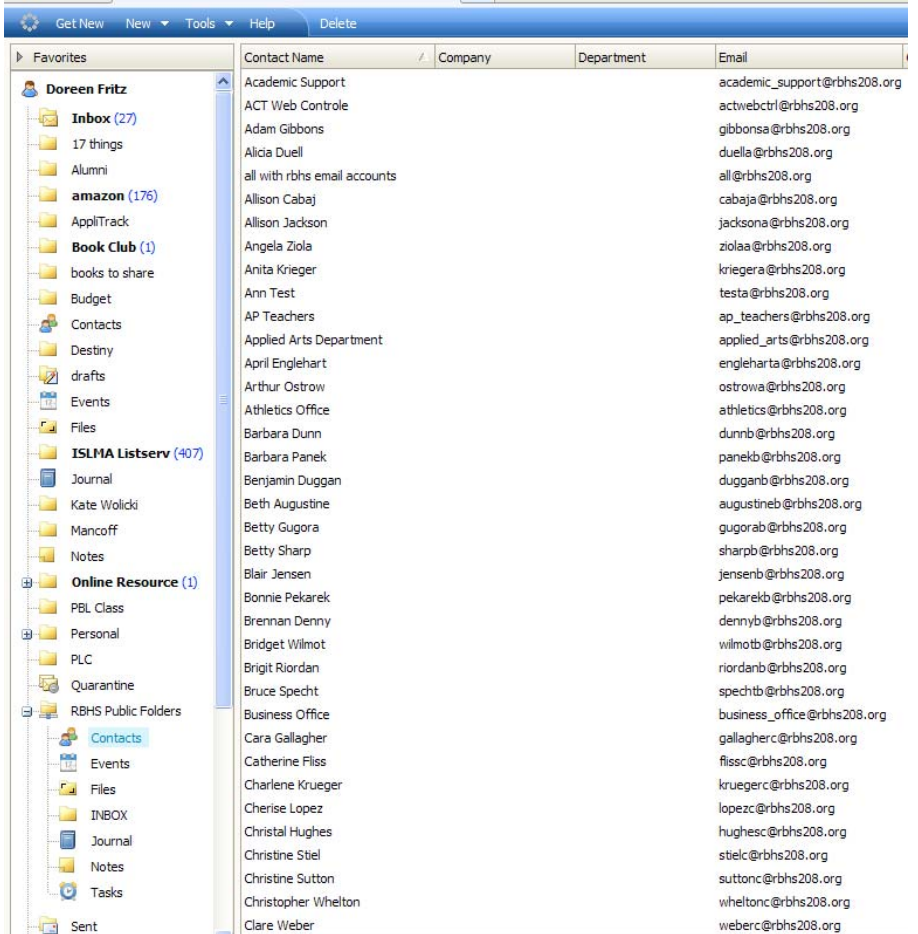 Get New New Tools Help Delete
Favorites
Doreen Fritz
Inbox (27)
17 things
Alumni
amazon (176)
AppliTrack
Book Club (1)
books to share
Budget
Contacts
Destiny
drafts
Events
Files
ISLMA Listserv (407)
Journal
Kate Wolicki
Mancoff
Notes
Online Resource (1)
PBL Class
Personal
PLC
Quarantine
RBHS Public Folders
Contacts
Events
Files
INBOX
Journal
Notes
Tasks
Sent
Contact Name Company Department Email
Academic Support academic_support@rbhs208.org
ACT Web Controle actwebctrl@rbhs208.org
Adam Gibbons gibbonsa@rbhs208.org
Alicia Duell duella@rbhs208.org
all with rbhs email accounts all@rbhs208.org
Allison Cabaj cabaja@rbhs208.org
Allison Jackson jacksona@rbhs208.org
Angela Ziola ziolaa@rbhs208.org
Anita Krieger kriegera@rbhs208.org
Ann Test testa@rbhs208.org
AP Teachers ap_teachers@rbhs208.org
Applied Arts Department applied_arts@rbhs208.org
April Englehart engleharta@rbhs208.org
Arthur Ostrow ostrowa@rbhs208.org
Athletics Office athletics@rbhs208.org
Barbara Dunn dunnb@rbhs208.org
Barbara Panek panekb@rbhs208.org
Benjamin Duggan dugganb@rbhs208.org
Beth Augustine augustineb@rbhs208.org
Betty Gugora gugorab@rbhs208.org
Betty Sharp sharpb@rbhs208.org
Blair Jensen jensenb@rbhs208.org
Bonnie Pekarek pekarekb@rbhs208.org
Brennan Denny dennyb@rbhs208.org
Bridget Wilmot wilmotb@rbhs208.org
Brigit Riordan riordanb@rbhs208.org
Bruce Specht spechtb@rbhs208.org
Business Office business_office@rbhs208.org
Cara Gallagher gallagherc@rbhs208.org
Catherine Fliss flissc@rbhs208.org
Charlene Krueger kruegerc@rbhs208.org
Cherise Lopez lopezc@rbhs208.org
Christal Hughes hughesc@rbhs208.org
Christine Stiel stielc@rbhs208.org
Christine Sutton suttonc@rbhs208.org
Christopher Whelton wheltonc@rbhs208.org
Clare Weber weberc@rbhs208.org